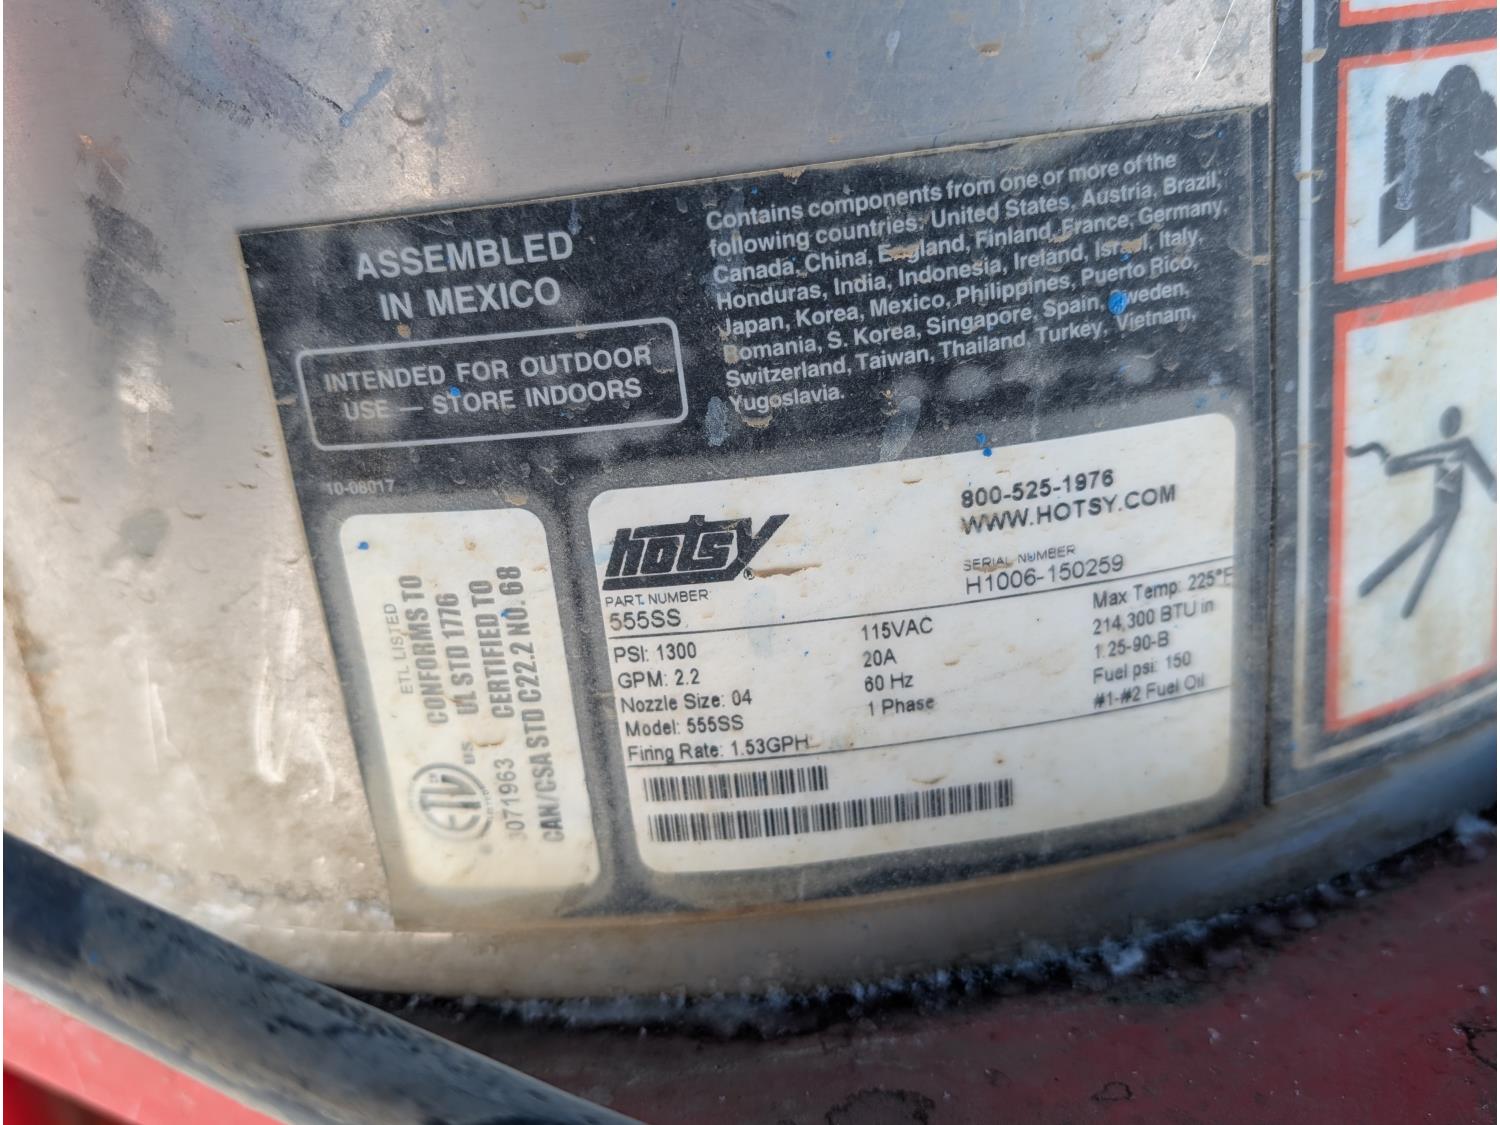 ASSEMBLED
IN MEXICO
INTENDED FOR OUTDOOR
USE — STORE INDOORS
10-08017
Contains components from one or more of the
following countries: United States, Austria, Brazil,
Canada, China, England, Finland, France, Germany,
Honduras, India, Indonesia, Ireland, Israel, Italy,
Japan, Korea, Mexico, Philippines, Puerto Rico,
Romania, S. Korea, Singapore, Spain, Sweden,
Switzerland, Taiwan, Thailand, Turkey, Vietnam,
Yugoslavia.
ETL LISTED
CONFORMS TO
UL STD 1776
CERTIFIED TO
CAN/CSA STD C22.2 NO. 68
ETL
US
3071963
hotsy®
800-525-1976
WWW.HOTSY.COM
SERIAL NUMBER
H1006-150259
PART NUMBER
555SS
PSI: 1300
GPM: 2.2
Nozzle Size: 04
Model: 555SS
Firing Rate: 1.53GPH
115VAC
20A
60 Hz
1 Phase
Max Temp: 225°F
214,300 BTU in
1.25-90-B
Fuel psi: 150
#1-#2 Fuel Oil